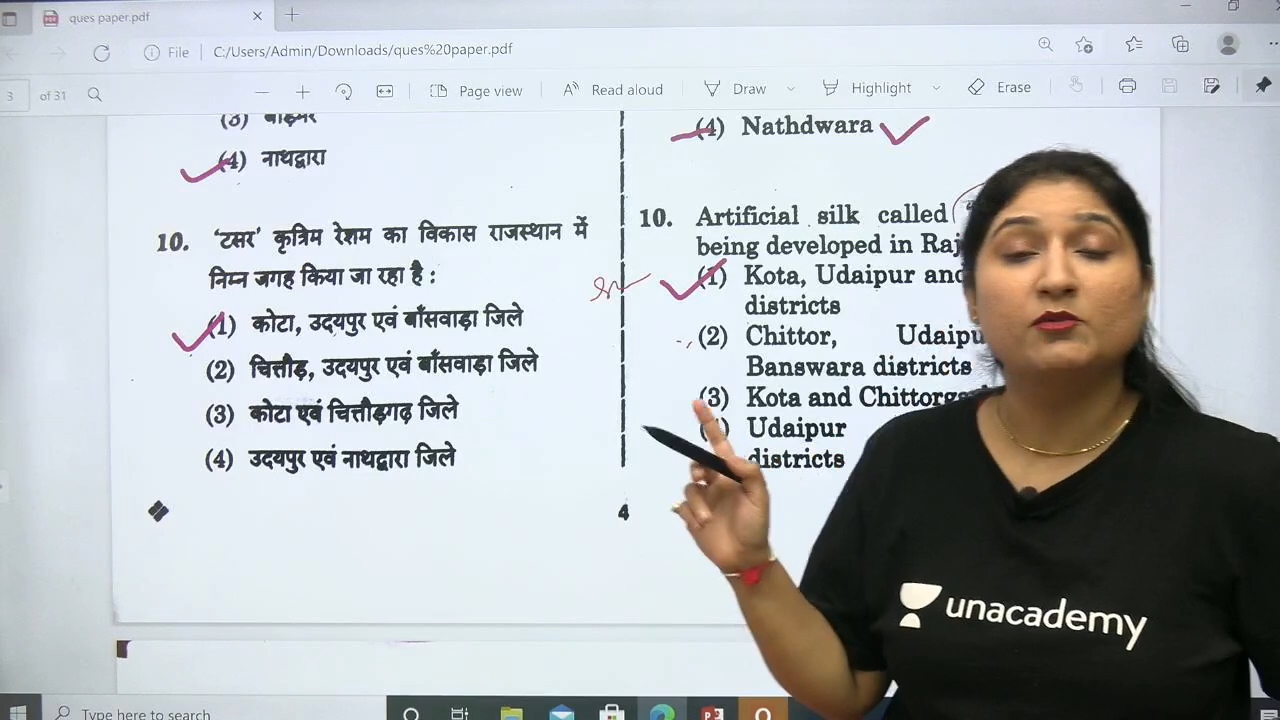 ques paper.pdf
File
C:/Users/Admin/Downloads/ques%20paper.pdf
3 of 31
Page view
Read aloud
Draw
Highlight
Erase
(3) बाड़मेर
(4) नाथद्वारा
10. ‘टसर’ कृत्रिम रेशम का विकास राजस्थान में
निम्न जगह किया जा रहा है :
(1) कोटा, उदयपुर एवं बाँसवाड़ा जिले
(2) चित्तौड़, उदयपुर एवं बाँसवाड़ा जिले
(3) कोटा एवं चित्तौड़गढ़ जिले
(4) उदयपुर एवं नाथद्वारा जिले
(4) Nathdwara
10. Artificial silk called
being developed in Raj
(1) Kota, Udaipur and
districts
(2) Chittor, Udaipu
Banswara districts
(3) Kota and Chittorga
Udaipur
districts
4
unacademy
Type here to search